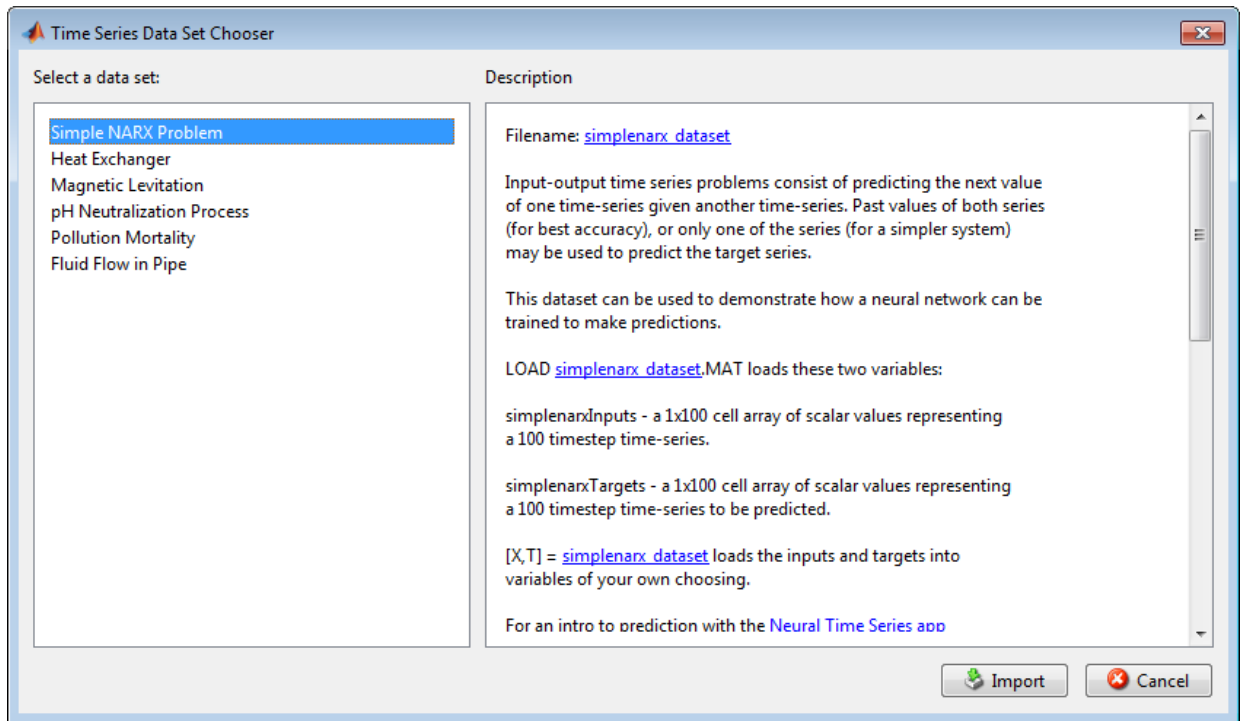 Time Series Data Set Chooser
Select a data set:
Simple NARX Problem
Heat Exchanger
Magnetic Levitation
pH Neutralization Process
Pollution Mortality
Fluid Flow in Pipe
Description
Filename: simplenarx_dataset
Input-output time series problems consist of predicting the next value
of one time-series given another time-series. Past values of both series
(for best accuracy), or only one of the series (for a simpler system)
may be used to predict the target series.
This dataset can be used to demonstrate how a neural network can be
trained to make predictions.
LOAD simplenarx_dataset.MAT loads these two variables:
simplenarxInputs - a 1x100 cell array of scalar values representing
a 100 timestep time-series.
simplenarxTargets - a 1x100 cell array of scalar values representing
a 100 timestep time-series to be predicted.
[X,T] = simplenarx_dataset loads the inputs and targets into
variables of your own choosing.
For an intro to prediction with the Neural Time Series app
Import
Cancel